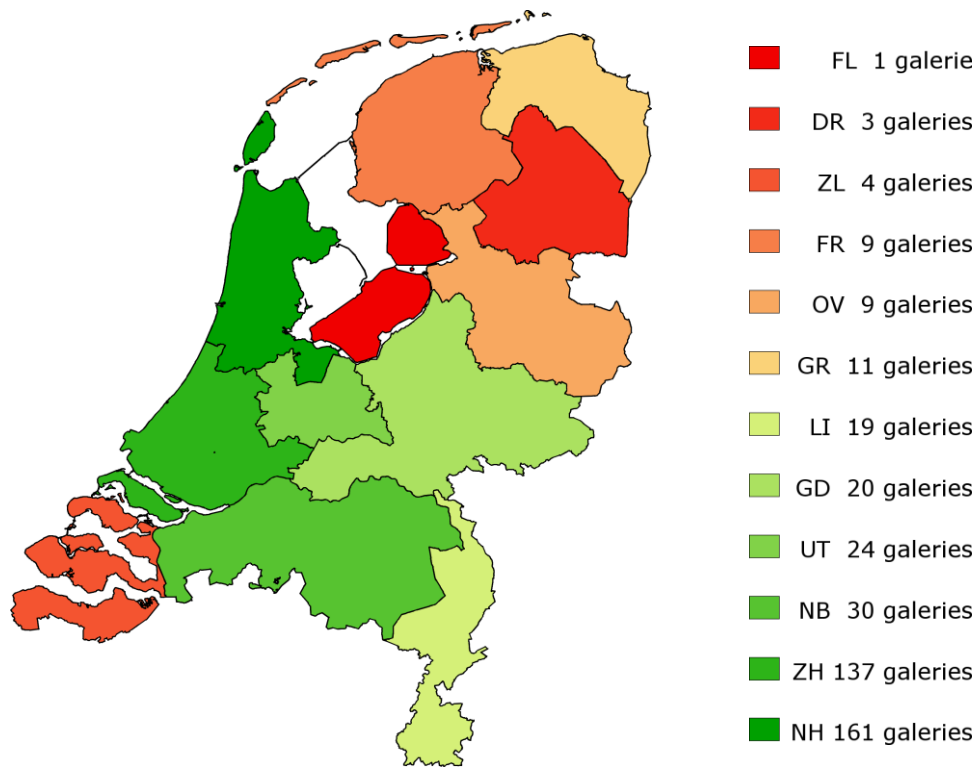 FL 1 galerie
DR 3 galeries
ZL 4 galeries
FR 9 galeries
OV 9 galeries
GR 11 galeries
LI 19 galeries
GD 20 galeries
UT 24 galeries
NB 30 galeries
ZH 137 galeries
NH 161 galeries